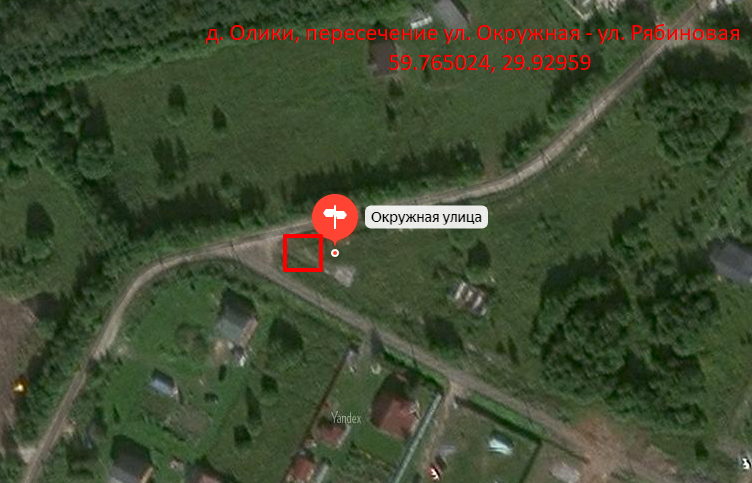 д. Олики, пересечение ул. Окружная - ул. Рябиновая
59.765024, 29.92959
Окружная улица
Yandex